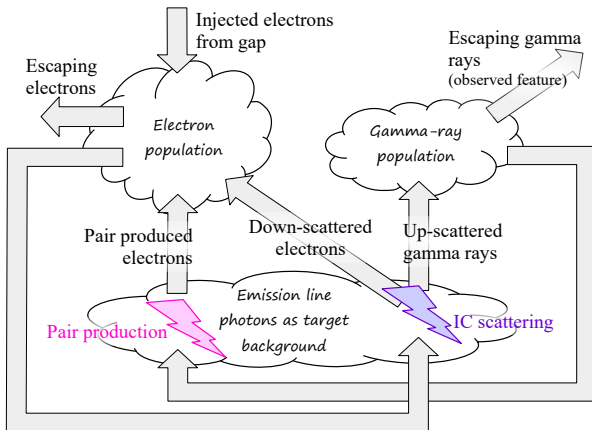 Injected electrons
from gap
Escaping gamma
rays
(observed feature)
Escaping
electrons
Electron
population
Gamma-ray
population
Pair produced
electrons
Down-scattered
electrons
Up-scattered
gamma rays
Emission line
photons as target
background
Pair production
IC scattering